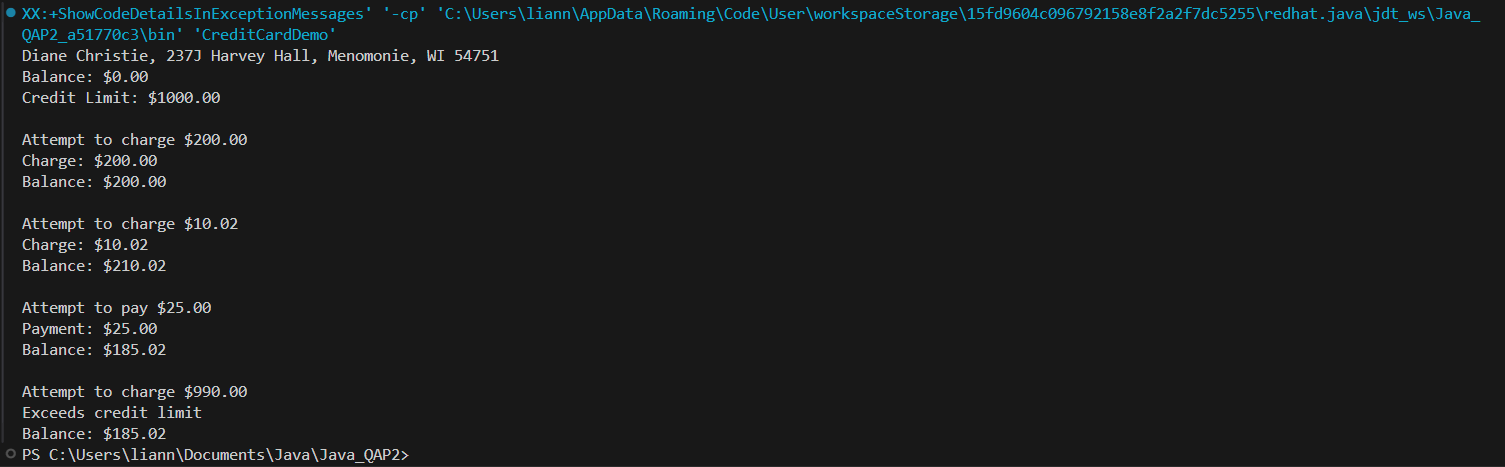 XX:+ShowCodeDetailsInExceptionMessages' '-cp' 'C:\Users\liann\AppData\Roaming\Code\User\workspaceStorage\15fd9604c096792158e8f2a2f7dc5255\redhat.java\jdt_ws\Java_
QAP2_a51770c3\bin' 'CreditCardDemo'
Diane Christie, 237J Harvey Hall, Menomonie, WI 54751
Balance: $0.00
Credit Limit: $1000.00

Attempt to charge $200.00
Charge: $200.00
Balance: $200.00

Attempt to charge $10.02
Charge: $10.02
Balance: $210.02

Attempt to pay $25.00
Payment: $25.00
Balance: $185.02

Attempt to charge $990.00
Exceeds credit limit
Balance: $185.02
PS C:\Users\liann\Documents\Java\Java_QAP2>